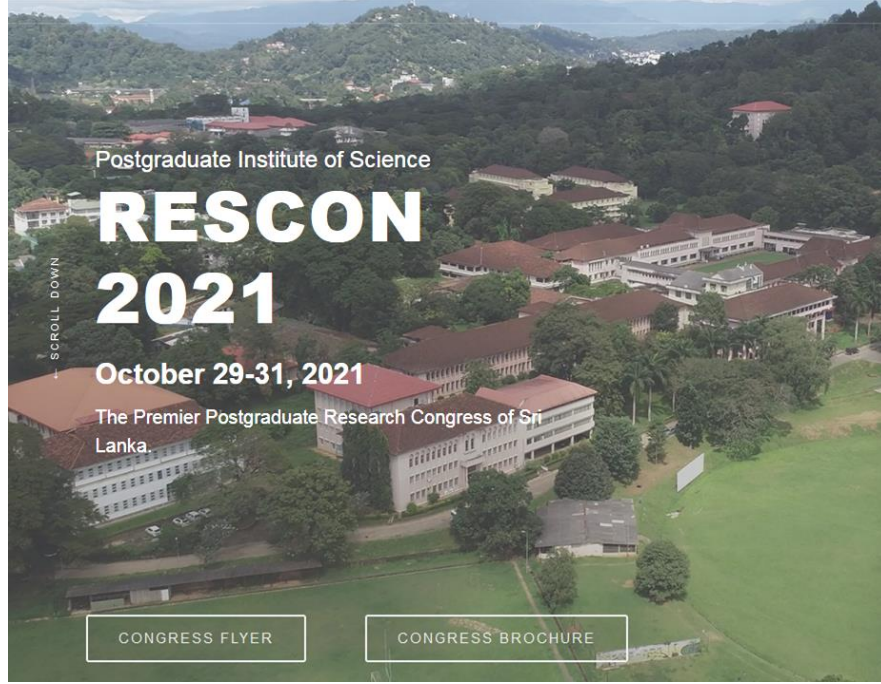 Postgraduate Institute of Science
RESCON
2021
October 29-31, 2021
The Premier Postgraduate Research Congress of Sri
Lanka.
← SCROLL DOWN
CONGRESS FLYER
CONGRESS BROCHURE